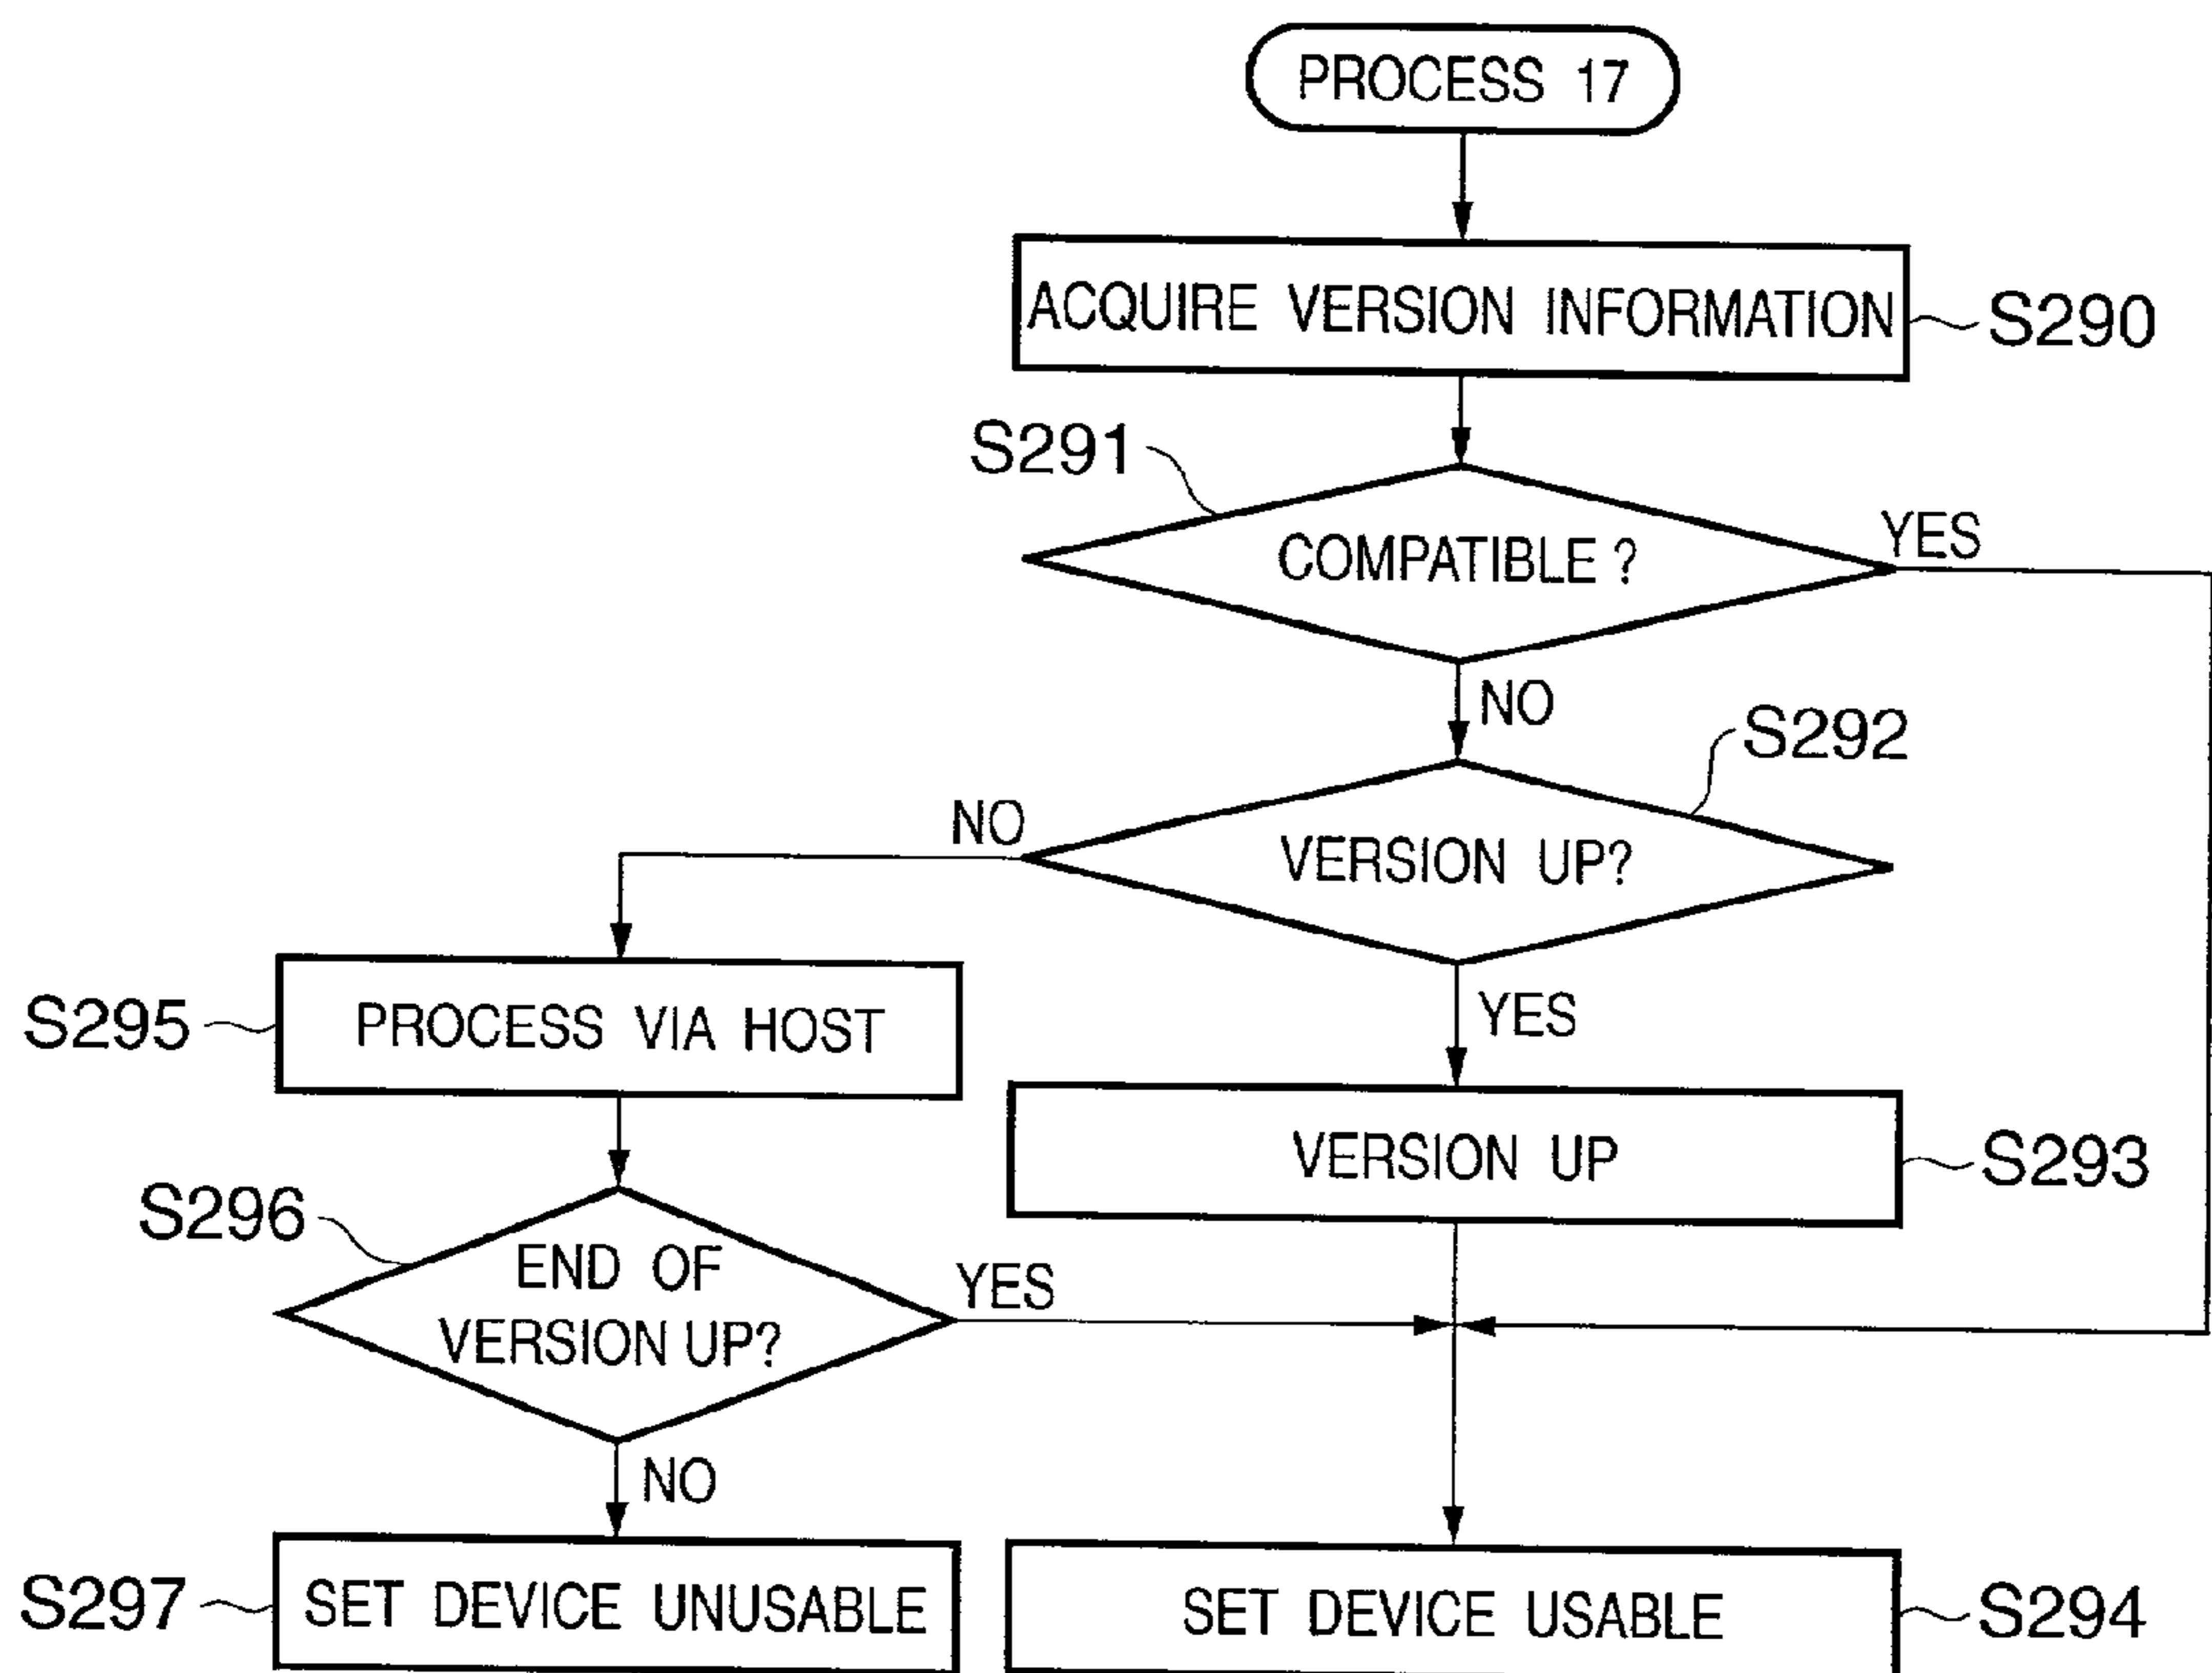 PROCESS 17
ACQUIRE VERSION INFORMATION
S290
S291
COMPATIBLE ?
YES
NO
S292
NO
VERSION UP?
YES
S295
PROCESS VIA HOST
VERSION UP
S293
S296
END OF
VERSION UP?
YES
NO
S297
SET DEVICE UNUSABLE
SET DEVICE USABLE
S294